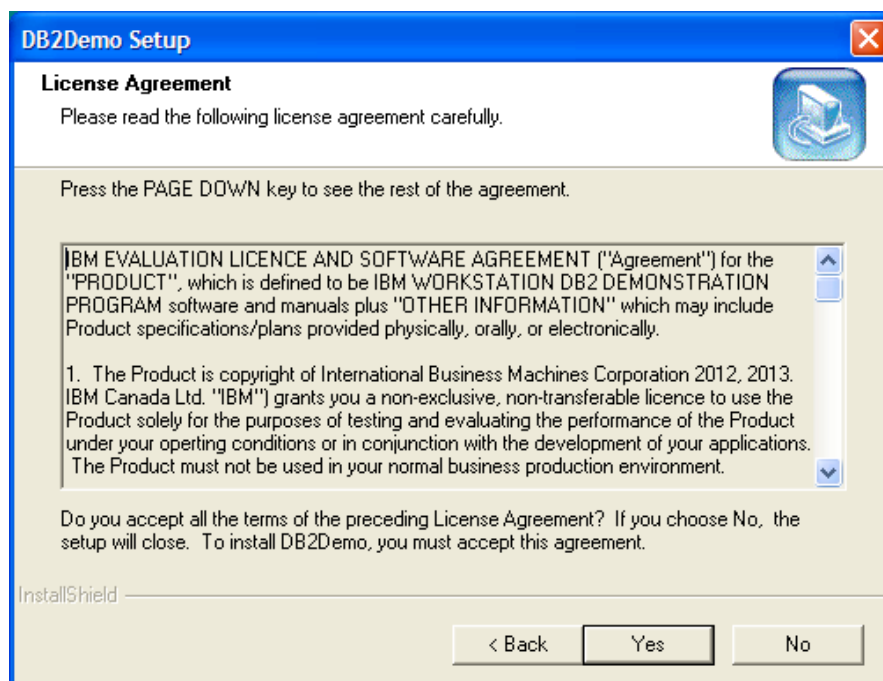 DB2Demo Setup
License Agreement
Please read the following license agreement carefully.
Press the PAGE DOWN key to see the rest of the agreement.
IBM EVALUATION LICENCE AND SOFTWARE AGREEMENT ("Agreement") for the
"PRODUCT", which is defined to be IBM WORKSTATION DB2 DEMONSTRATION
PROGRAM software and manuals plus "OTHER INFORMATION" which may include
Product specifications/plans provided physically, orally, or electronically.
1. The Product is copyright of International Business Machines Corporation 2012, 2013.
IBM Canada Ltd. "IBM") grants you a non-exclusive, non-transferable licence to use the
Product solely for the purposes of testing and evaluating the performance of the Product
under your operting conditions or in conjunction with the development of your applications.
The Product must not be used in your normal business production environment.
Do you accept all the terms of the preceding License Agreement? If you choose No, the
setup will close. To install DB2Demo, you must accept this agreement.
InstallShield
< Back
Yes
No